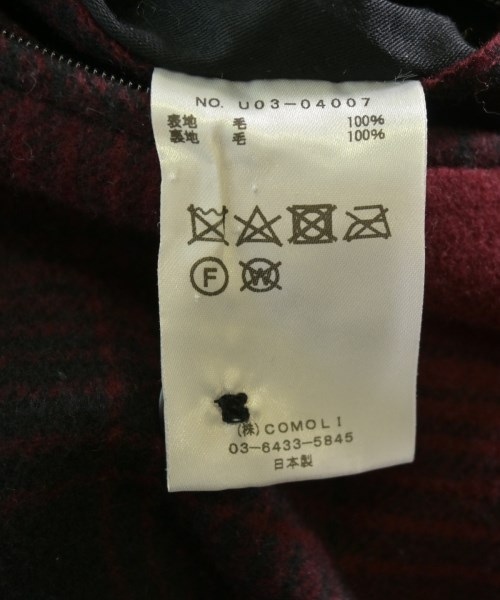 NO. U03-04007
表地 毛 100%
裏地 毛 100%
F W
(株)COMOLI
03-6433-5845
日本製